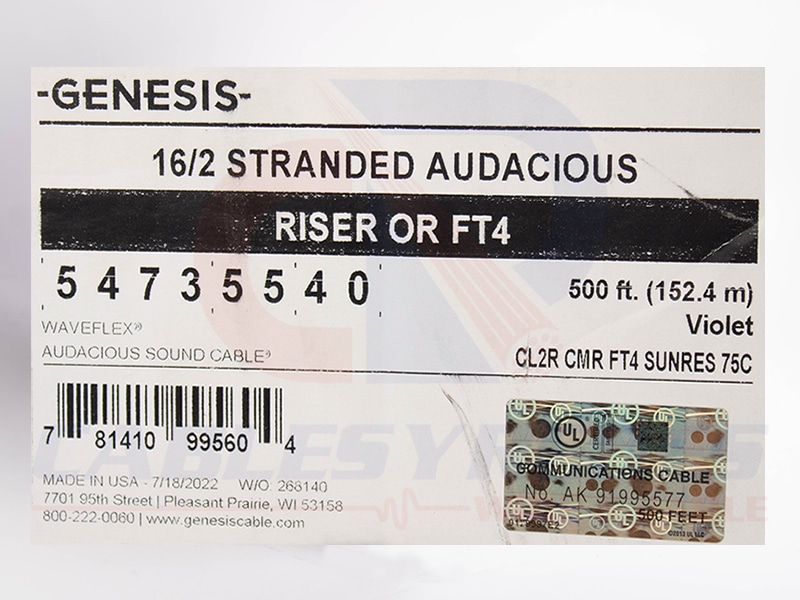 -GENESIS-
16/2 STRANDED AUDACIOUS
RISER OR FT4
54735540
500 ft. (152.4 m)
WAVEFLEX®
Violet
AUDACIOUS SOUND CABLE®
CL2R CMR FT4 SUNRES 75C
7 81410 99560 4
UL
COMMUNICATIONS CABLE
No. AK 91995577
500 FEET
MADE IN USA - 7/18/2022 W/O: 268140
7701 95th Street | Pleasant Prairie, WI 53158
800-222-0060 | www.genesiscable.com